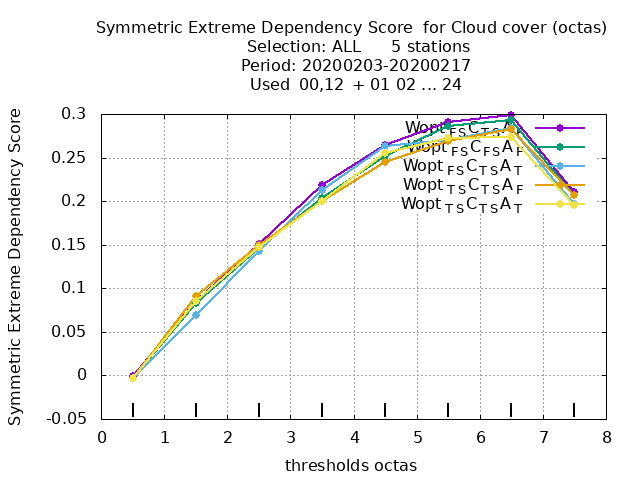 Symmetric Extreme Dependency Score  for Cloud cover (octas)
Selection: ALL      5 stations
Period: 20200203-20200217
Used  00,12  + 01 02 ... 24
Symmetric Extreme Dependency Score
0.3
0.25
0.2
0.15
0.1
0.05
0
-0.05
Wopt FS C TS A F
Wopt FS C FS A F
Wopt FS C TS A T
Wopt TS C TS A F
Wopt TS C TS A T
0 1 2 3 4 5 6 7 8
thresholds octas